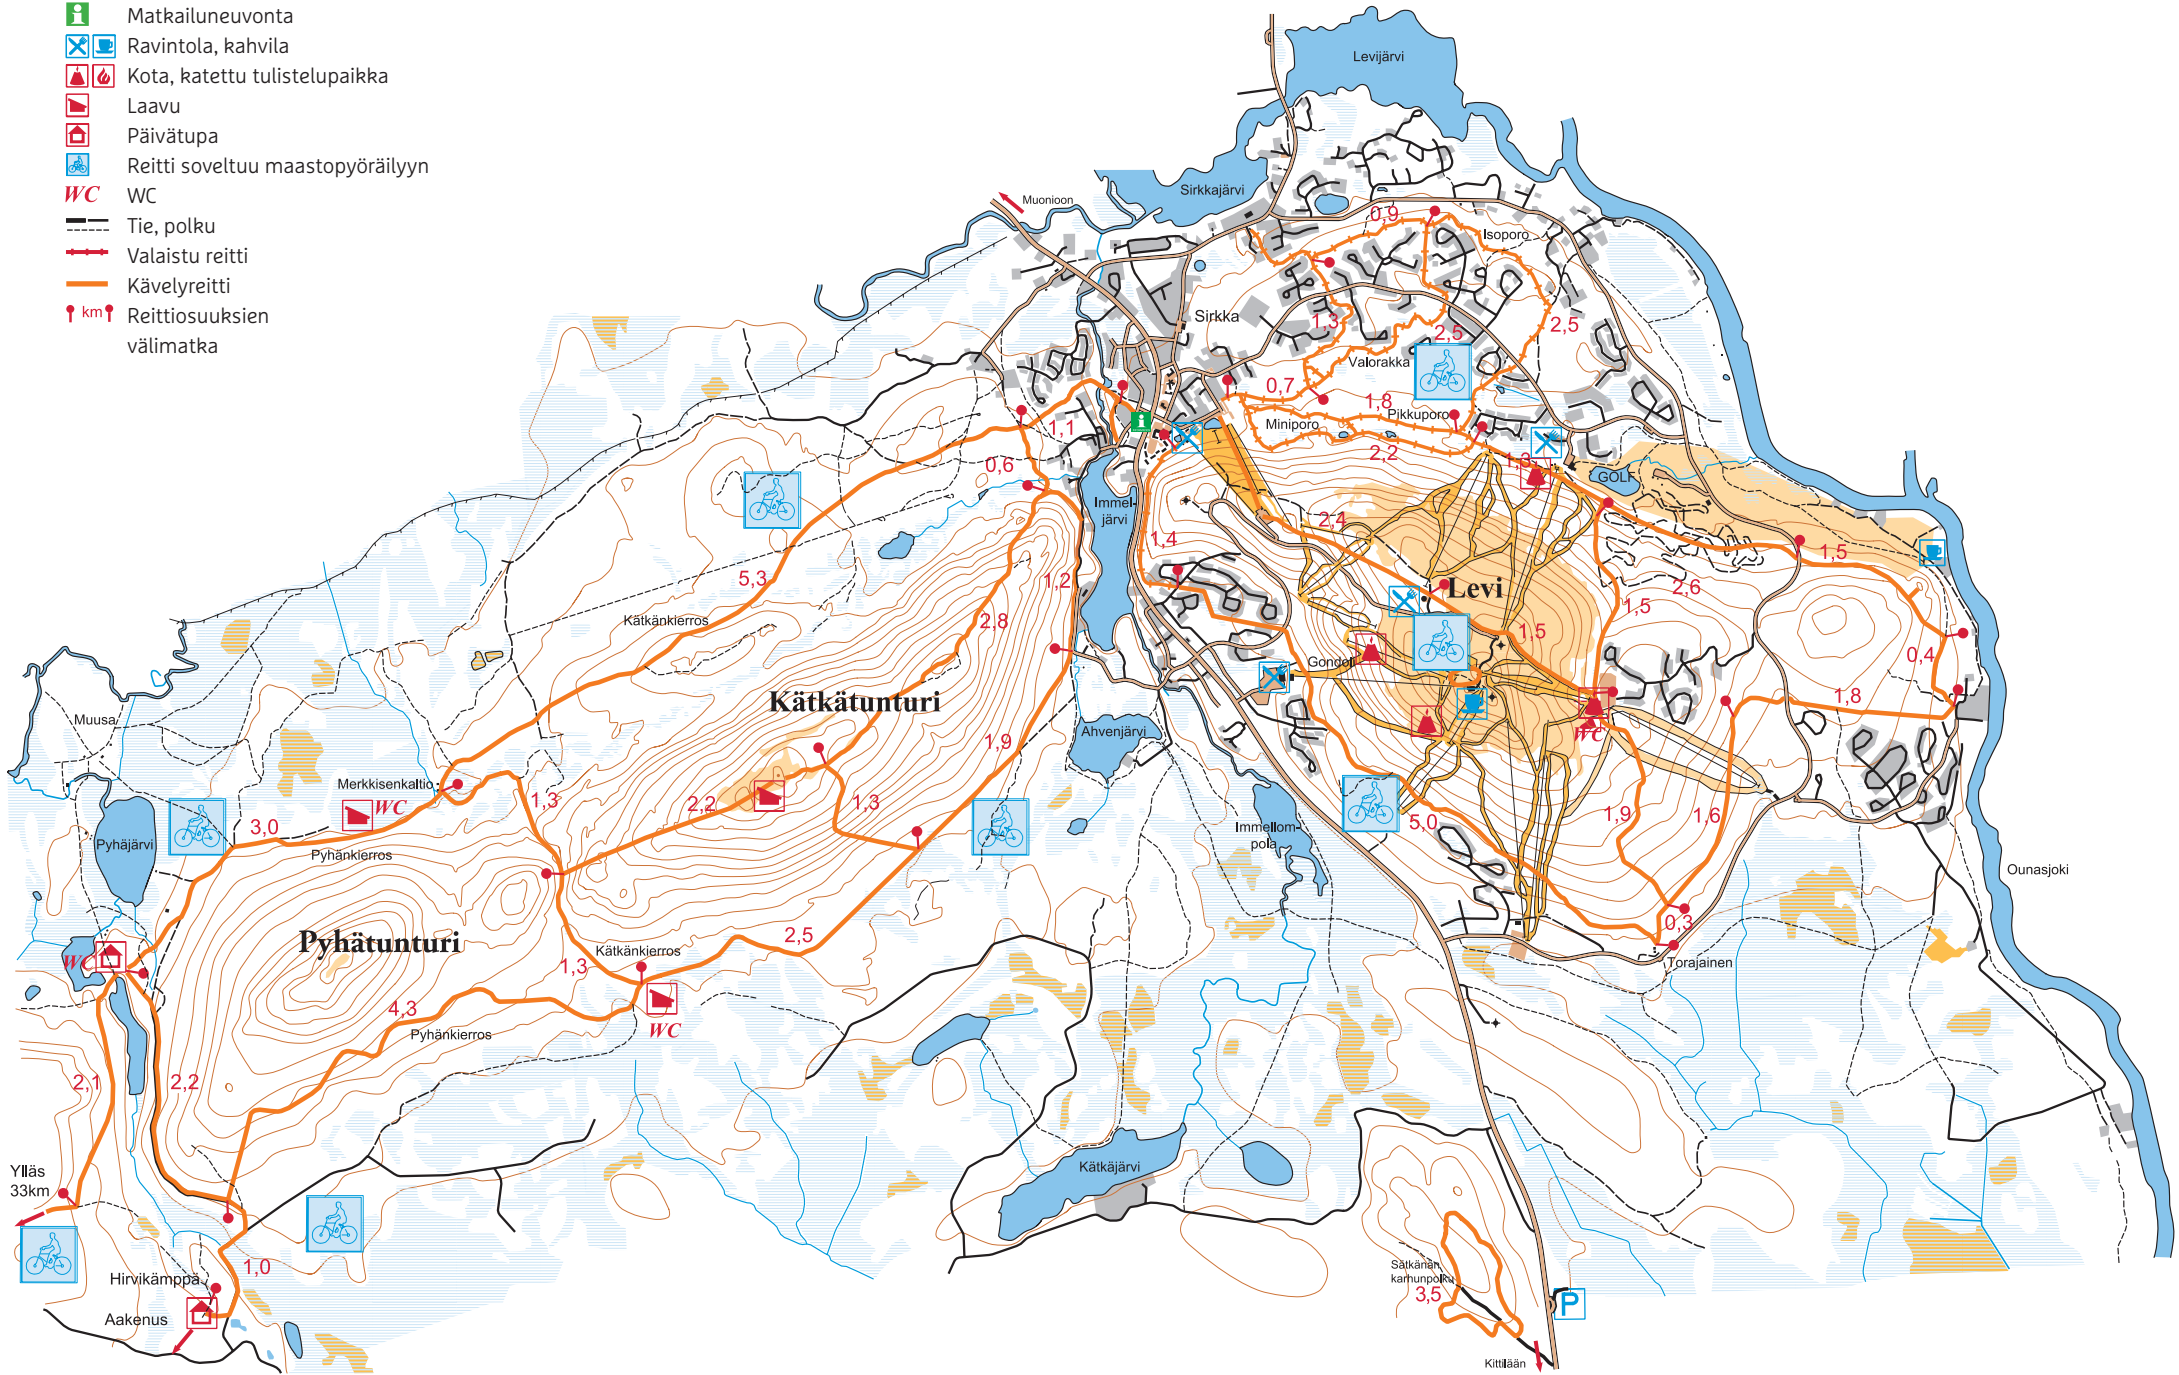 Matkailuneuvonta
Ravintola, kahvila
Kota, katettu tulistelupaikka
Laavu
Päivätupa
Reitti soveltuu maastopyöräilyyn
WC WC
Tie, polku
Valaistu reitti
Kävelyreitti
km Reittiosuuksien
välimatka
Levijärvi
Sirkkajärvi
Muonioon
0,9
Isoporo
Sirkka
1,3
2,5
2,5
Valorakka
0,7
1,8
Pikkuporo
Miniporo
2,2
1,3
GOLF
1,1
0,6
Immel-
järvi
2,4
1,4
1,5
5,3
1,2
Levi
2,6
1,5
Kätkänkierros
2,8
1,5
0,4
Gondoli
Kätkätunturi
1,8
Muusa
Ahvenjärvi
1,9
WC
Merkkisenkaltio
WC
1,3
2,2
1,3
5,0
1,9
1,6
3,0
Pyhänkierros
Pyhäjärvi
Immellom-
pola
Ounasjoki
0,3
Torajainen
Pyhätunturi
WC
2,5
Kätkänkierros
1,3
4,3
Pyhänkierros
WC
2,1
2,2
Ylläs
33km
Kätkäjärvi
1,0
Hirvikämppä
Aakenus
Sätkänän
karhunpolku
3,5
P
Kittilään